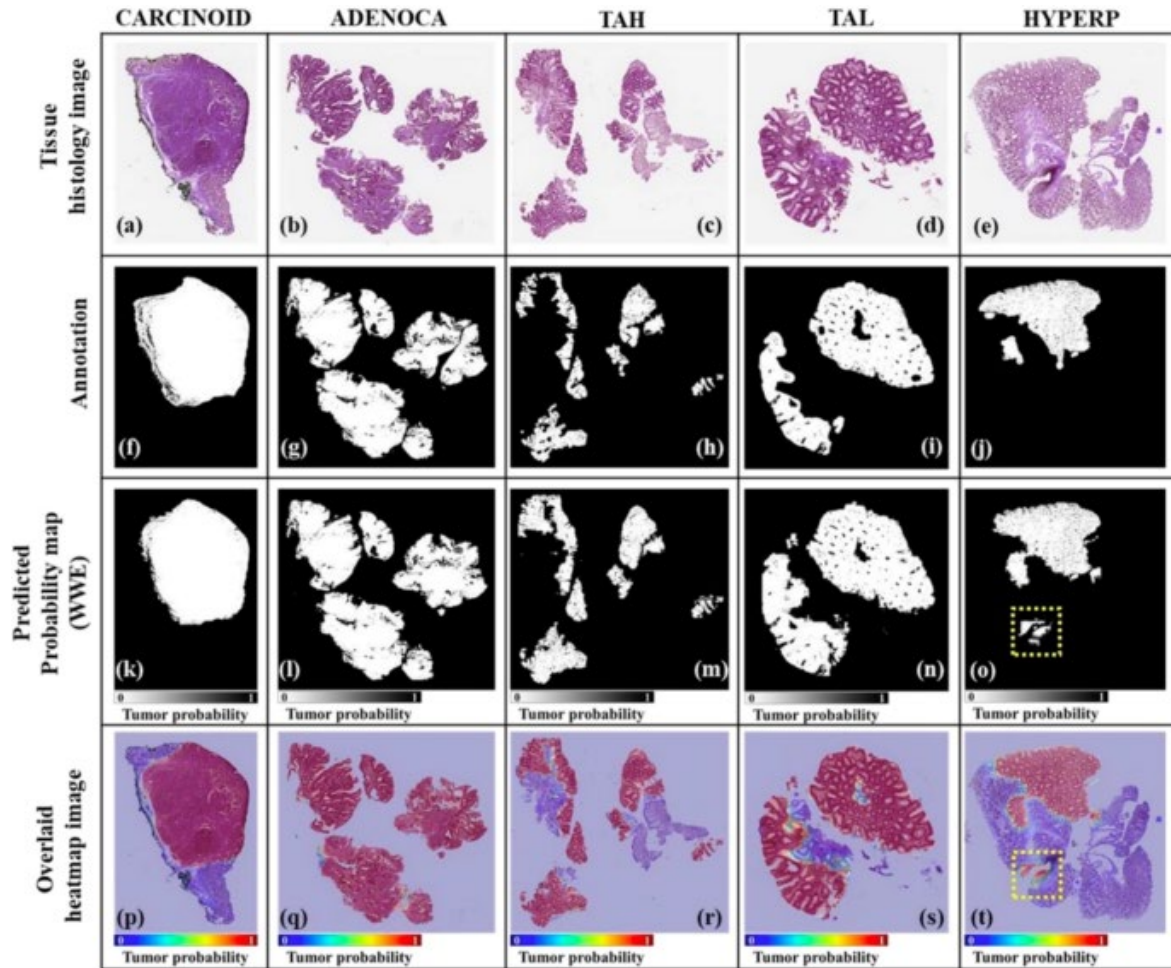 CARCINOID ADENOCA TAH TAL HYPERP
Tissue
histology image
(a) (b) (c) (d) (e)
Annotation
(f) (g) (h) (i) (j)
Predicted
Probability map
(WWE)
(k) (l) (m) (n) (o)
0 1 0 1 0 1 0 1 0 1
Tumor probability Tumor probability Tumor probability Tumor probability Tumor probability
Overlaid
heatmap image
(p) (q) (r) (s) (t)
0 1 0 1 0 1 0 1 0 1
Tumor probability Tumor probability Tumor probability Tumor probability Tumor probability